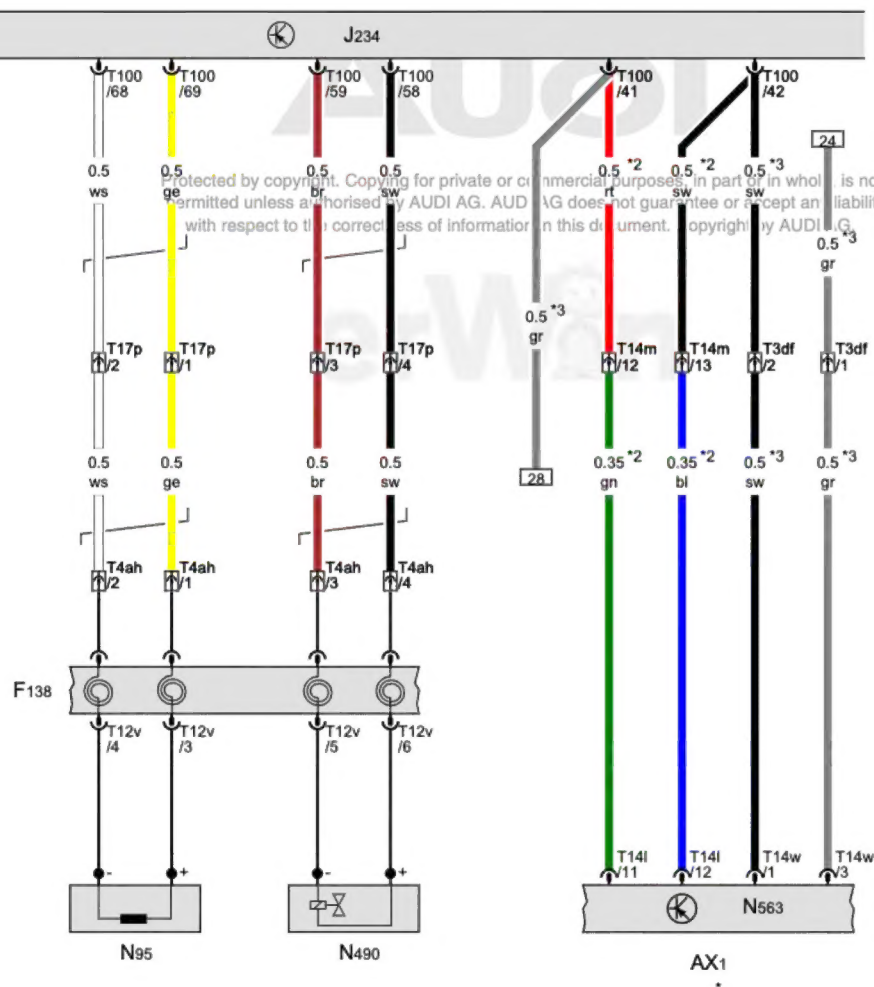 J234
T100 T100 T100 T100 T100 T100
/68 /69 /59 /58 /41 /42
AUDI
24
0.5 0.5 0.5 0.5 0.5 *2 0.5 *2 0.5 *3
ws ge br sw rt sw sw
Protected by copyright. Copying for private or commercial purposes, in part or in whole, is no
permitted unless authorised by AUDI AG. AUDI AG does not guarantee or accept any liabilit
with respect to the correctness of information in this document. Copyright by AUDI AG.
0.5 *3
gr
0.5 *3
gr
erWin
T17p T17p T17p T17p T14m T14m T3df T3df
/2 /1 /3 /4 /12 /13 /2 /1
0.5 0.5 0.5 0.5 0.35 *2 0.35 *2 0.5 *3 0.5 *3
ws ge br sw gn bl sw gr
28
T4ah T4ah T4ah T4ah
/2 /1 /3 /4
F138
T12v T12v T12v T12v
/4 /3 /5 /6
T14l T14l T14w T14w
/11 /12 /1 /3
- + - +
N563
N95 N490
AX1
*